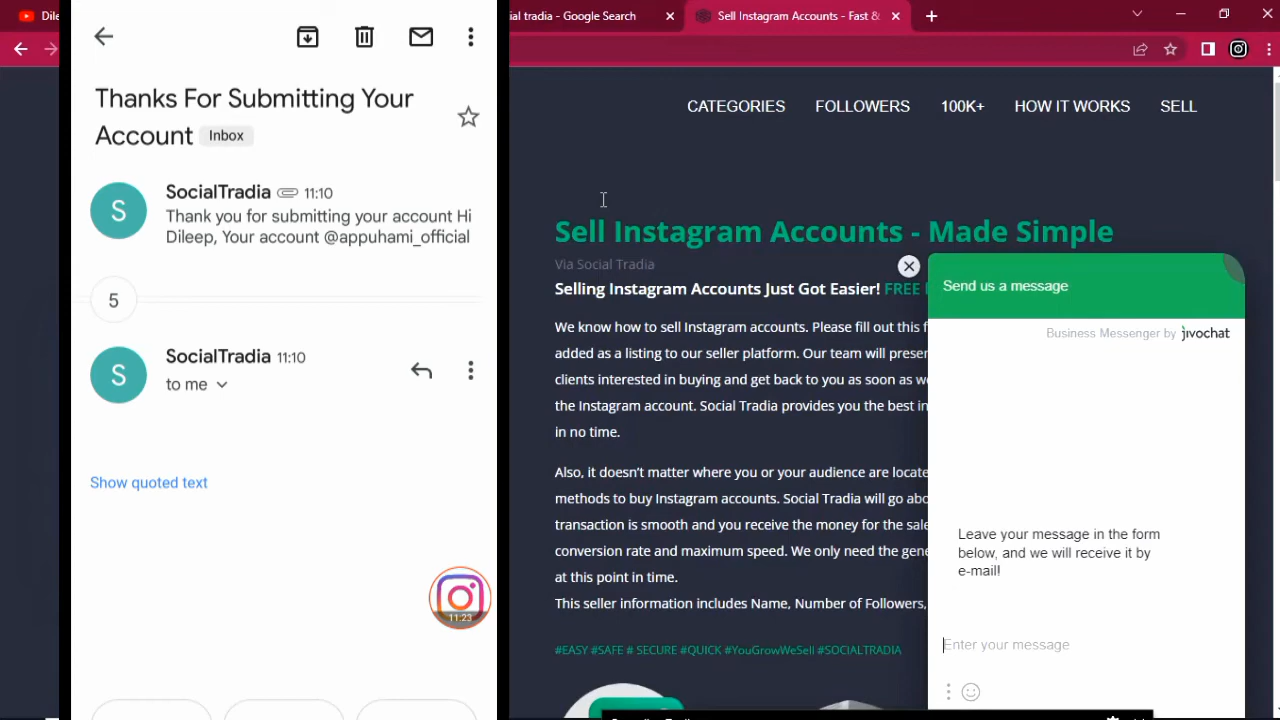 Thanks For Submitting Your
Account Inbox
SocialTradia 11:10
Thank you for submitting your account Hi
Dileep, Your account @appuhami_official
5
SocialTradia 11:10
to me
Show quoted text
11:23
Dile
ial tradia - Google Search
Sell Instagram Accounts - Fast &
CATEGORIES FOLLOWERS 100K+ HOW IT WORKS SELL
Sell Instagram Accounts - Made Simple
Via Social Tradia
Selling Instagram Accounts Just Got Easier! FREE
We know how to sell Instagram accounts. Please fill out this f
added as a listing to our seller platform. Our team will preser
clients interested in buying and get back to you as soon as we
the Instagram account. Social Tradia provides you the best in
in no time.
Also, it doesn't matter where you or your audience are locate
methods to buy Instagram accounts. Social Tradia will go abo
transaction is smooth and you receive the money for the sale
conversion rate and maximum speed. We only need the gene
at this point in time.
This seller information includes Name, Number of Followers,
#EASY #SAFE # SECURE #QUICK #YouGrowWeSell #SOCIALTRADIA
Send us a message
Business Messenger by jivochat
Leave your message in the form
below, and we will receive it by
e-mail!
Enter your message